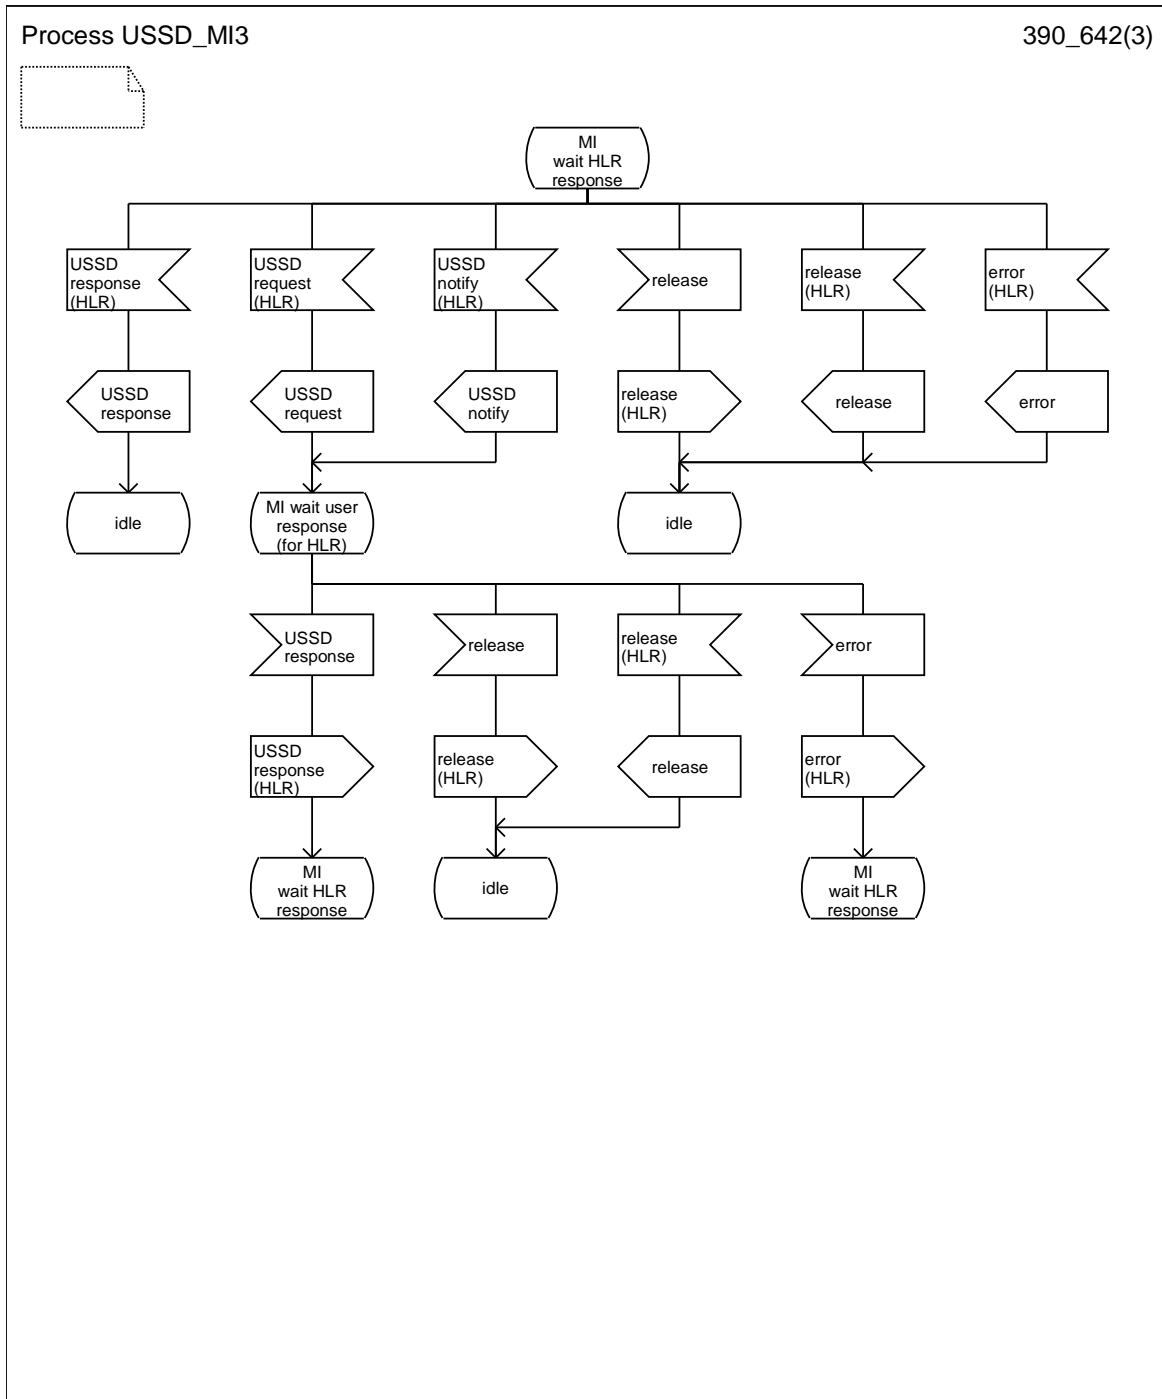 Process USSD_MI3
390_642(3)
MI
wait HLR
response
USSD
response
(HLR)
USSD
request
(HLR)
USSD
notify
(HLR)
release
release
(HLR)
error
(HLR)
USSD
response
USSD
request
USSD
notify
release
(HLR)
release
error
idle
MI wait user
response
(for HLR)
idle
USSD
response
release
release
(HLR)
error
USSD
response
(HLR)
release
(HLR)
release
error
(HLR)
MI
wait HLR
response
idle
MI
wait HLR
response